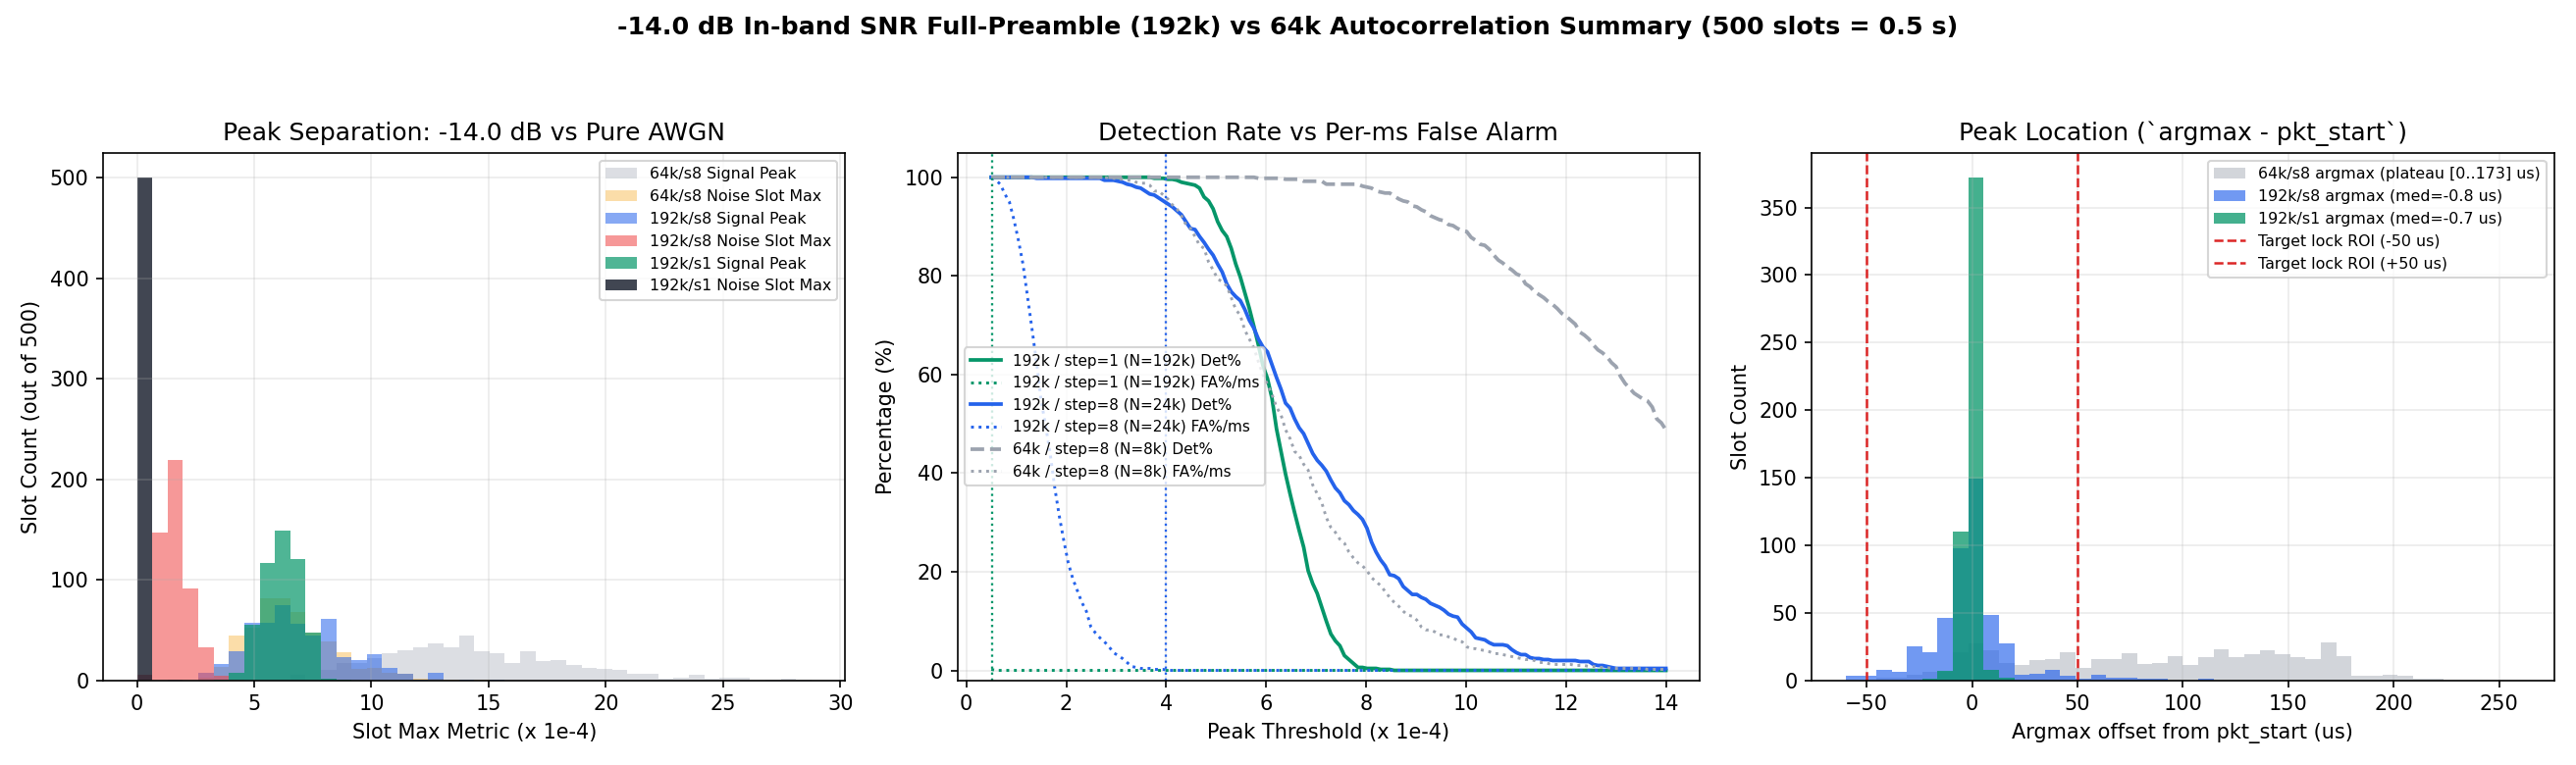 -14.0 dB In-band SNR Full-Preamble (192k) vs 64k Autocorrelation Summary (500 slots = 0.5 s)
Peak Separation: -14.0 dB vs Pure AWGN
Slot Count (out of 500)
500
400
300
200
100
0
64k/s8 Signal Peak
64k/s8 Noise Slot Max
192k/s8 Signal Peak
192k/s8 Noise Slot Max
192k/s1 Signal Peak
192k/s1 Noise Slot Max
0 5 10 15 20 25 30
Slot Max Metric (x 1e-4)
Detection Rate vs Per-ms False Alarm
Percentage (%)
100
80
60
40
20
0
192k / step=1 (N=192k) Det%
192k / step=1 (N=192k) FA%/ms
192k / step=8 (N=24k) Det%
192k / step=8 (N=24k) FA%/ms
64k / step=8 (N=8k) Det%
64k / step=8 (N=8k) FA%/ms
0 2 4 6 8 10 12 14
Peak Threshold (x 1e-4)
Peak Location (`argmax - pkt_start`)
Slot Count
350
300
250
200
150
100
50
0
64k/s8 argmax (plateau [0..173] us)
192k/s8 argmax (med=-0.8 us)
192k/s1 argmax (med=-0.7 us)
Target lock ROI (-50 us)
Target lock ROI (+50 us)
−50 0 50 100 150 200 250
Argmax offset from pkt_start (us)